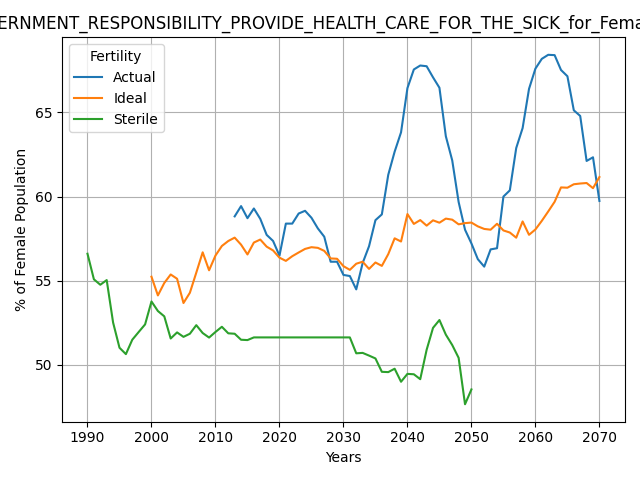 ERNMENT_RESPONSIBILITY_PROVIDE_HEALTH_CARE_FOR_THE_SICK_for_Fema
Fertility
Actual
Ideal
Sterile
% of Female Population
65
60
55
50
1990 2000 2010 2020 2030 2040 2050 2060 2070
Years